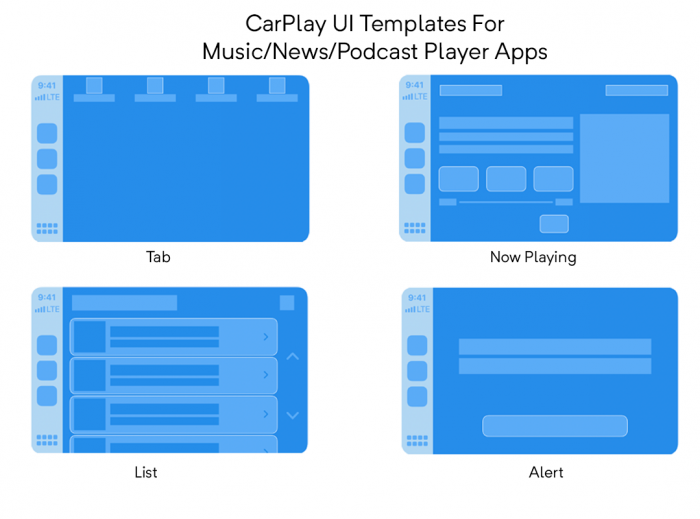 CarPlay UI Templates For
Music/News/Podcast Player Apps
9:41
LTE
9:41
LTE
Tab
Now Playing
9:41
LTE
9:41
LTE
List
Alert